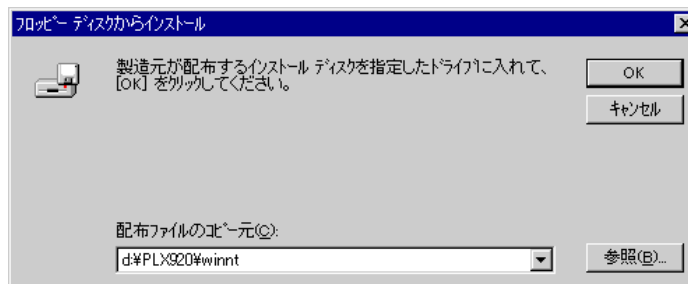 フロッピー ディスクからインストール
製造元が配布するインストール ディスクを指定したドライブに入れて、
[OK] をクリックしてください。
OK
キャンセル
配布ファイルのコピー元(C):
d:¥PLX920¥winnt
参照(B)...